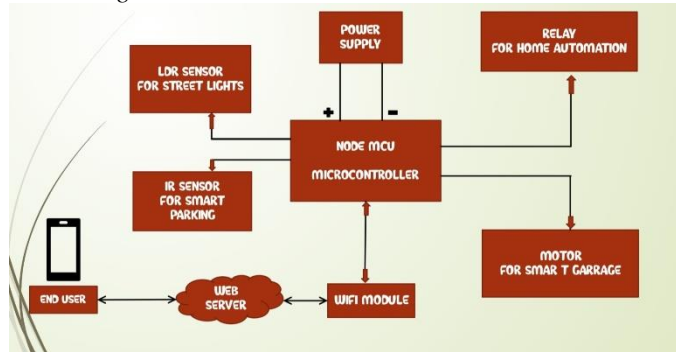 POWER
SUPPLY
RELAY
FOR HOME AUTOMATION
LDR SENSOR
FOR STREET LIGHTS
+
-
NODE MCU
MICROCONTROLLER
IR SENSOR
FOR SMART
PARKING
MOTOR
FOR SMAR T GARRAGE
END USER
WEB
SERVER
WIFI MODULE